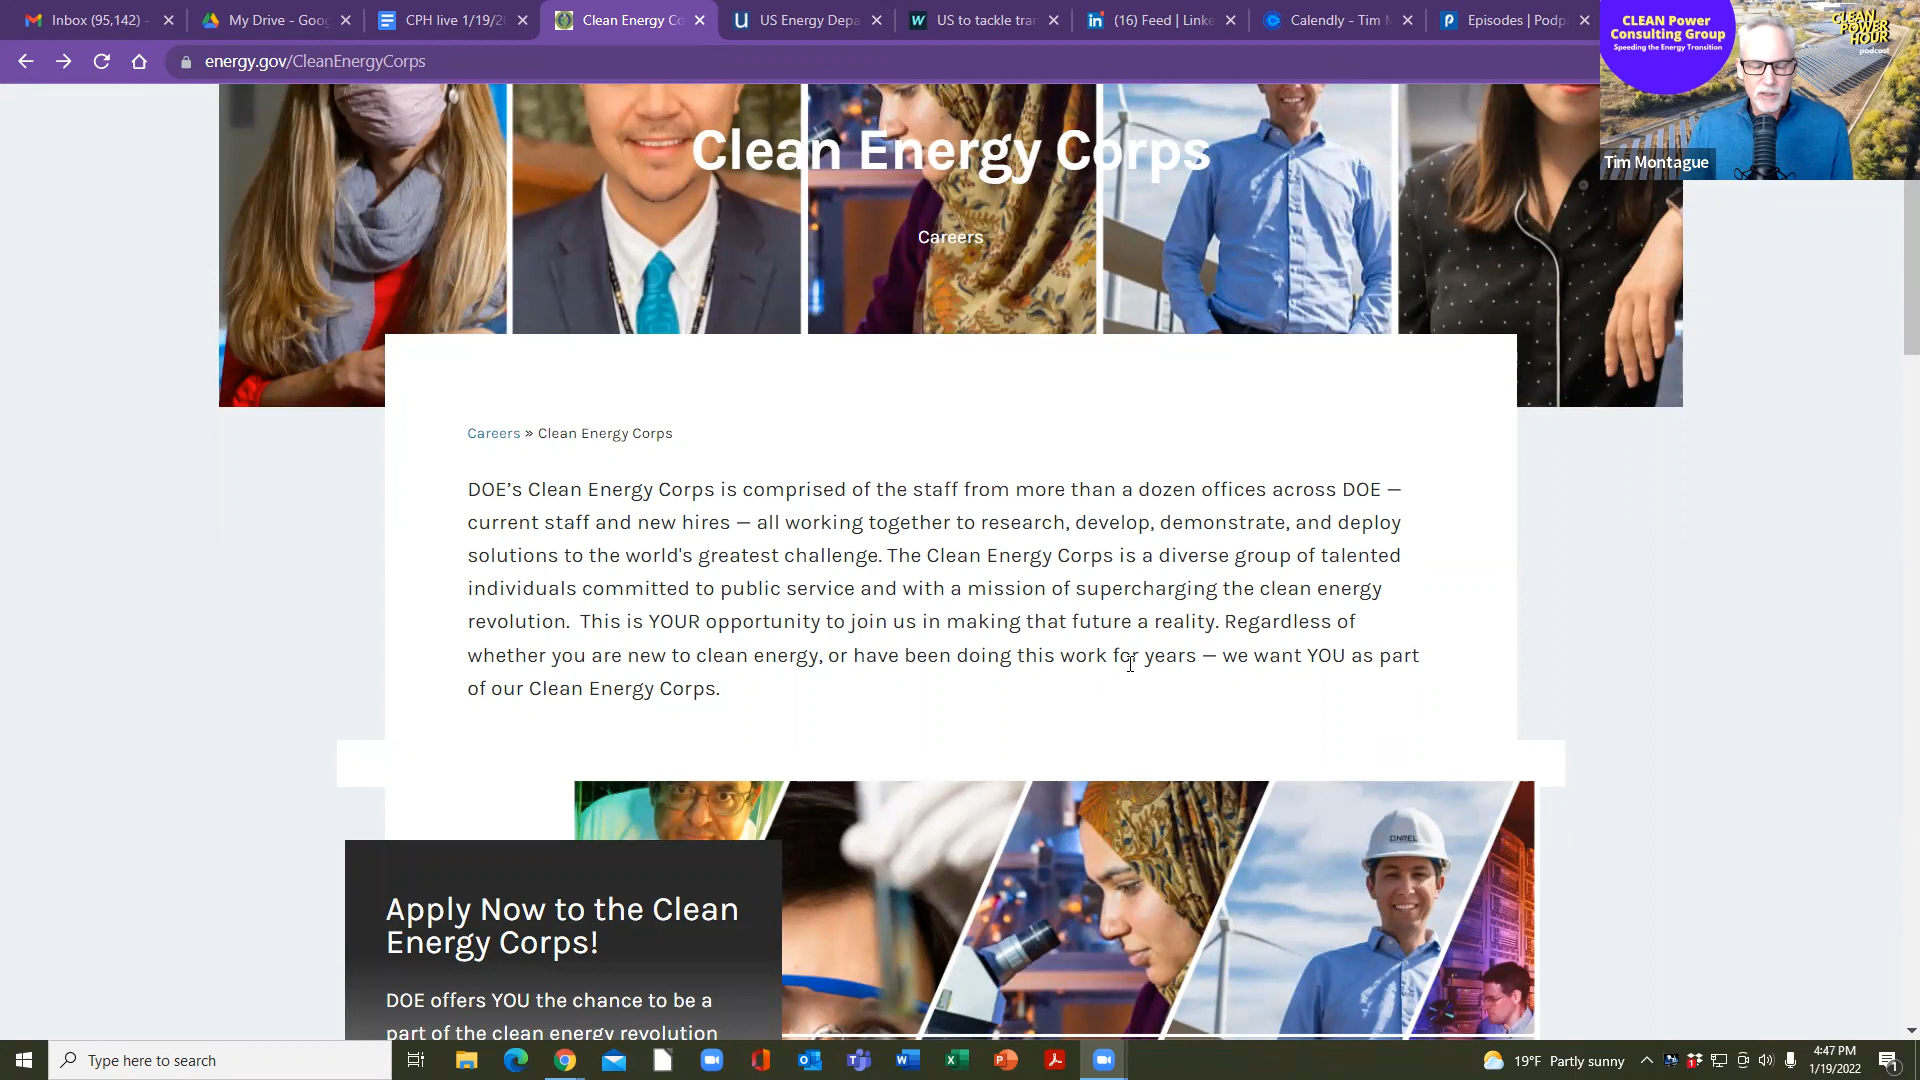 Inbox (95,142) -
My Drive - Goog
CPH live 1/19/2
Clean Energy Co
US Energy Depa
US to tackle tran
(16) Feed | Linke
Calendly - Tim M
Episodes | Podp
energy.gov/CleanEnergyCorps
CLEAN Power
Consulting Group
Speeding the Energy Transition
CLEAN
POWER
HOUR
podcast
Tim Montague
Clean Energy Corps
Careers
Careers » Clean Energy Corps
DOE’s Clean Energy Corps is comprised of the staff from more than a dozen offices across DOE —
current staff and new hires — all working together to research, develop, demonstrate, and deploy
solutions to the world's greatest challenge. The Clean Energy Corps is a diverse group of talented
individuals committed to public service and with a mission of supercharging the clean energy
revolution.  This is YOUR opportunity to join us in making that future a reality. Regardless of
whether you are new to clean energy, or have been doing this work for years — we want YOU as part
of our Clean Energy Corps.
NREL
Apply Now to the Clean
Energy Corps!
DOE offers YOU the chance to be a
part of the clean energy revolution
Type here to search
19°F Partly sunny
4:47 PM
1/19/2022